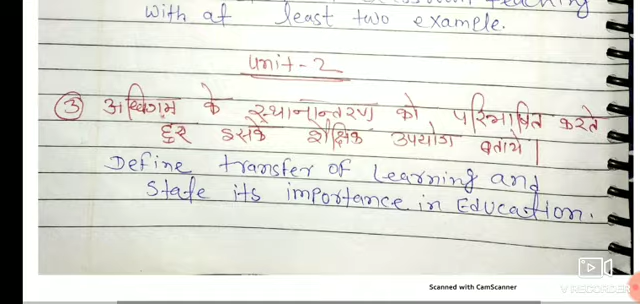 with at least two example.
Unit-2
③ अधिगम के स्थानान्तरण को परिभाषित करते
हुए इसके शैक्षिक उपयोग बताये।
Define transfer of Learning and
State its importance in Education.
Scanned with CamScanner
V RECORDER